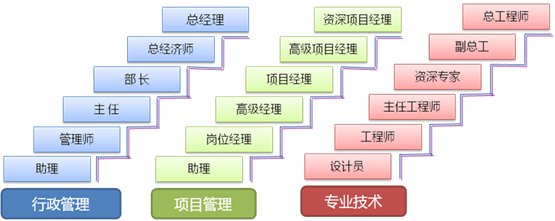 总经理
总经济师
部长
主任
管理师
助理
行政管理
资深项目经理
高级项目经理
项目经理
高级经理
岗位经理
助理
项目管理
总工程师
副总工
资深专家
主任工程师
工程师
设计员
专业技术